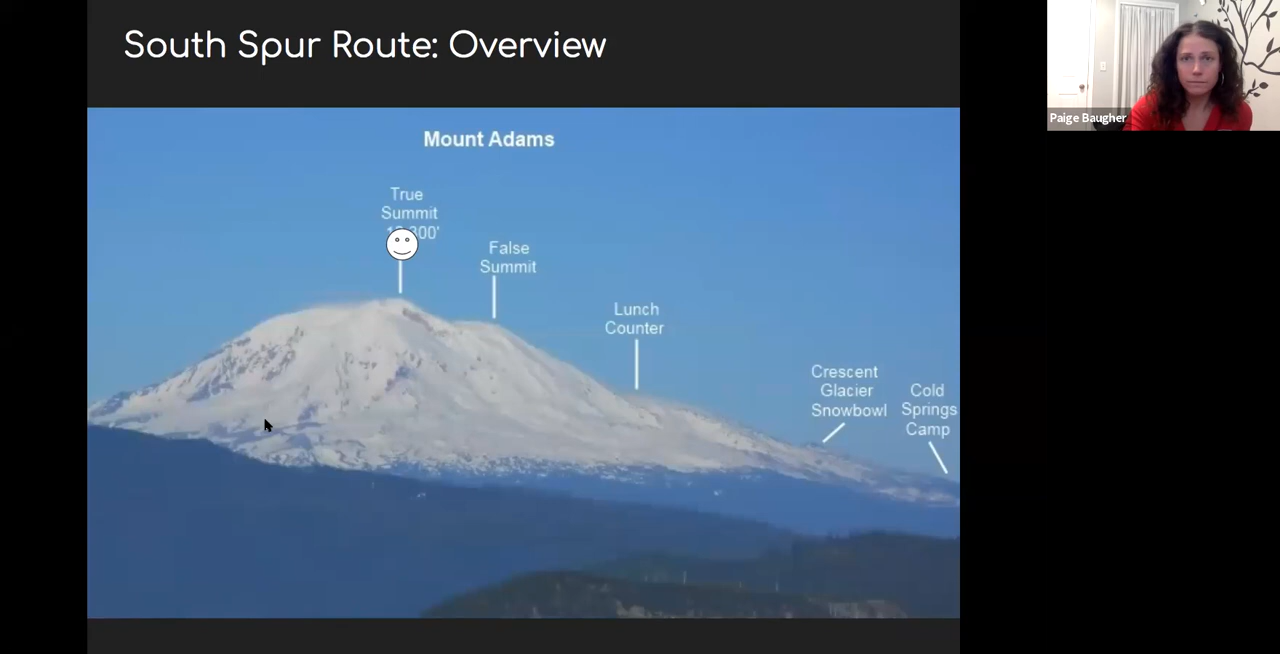 South Spur Route: Overview
Paige Baugher
Mount Adams
True
Summit
False
Summit
Lunch
Counter
Crescent
Glacier
Snowbowl
Cold
Springs
Camp